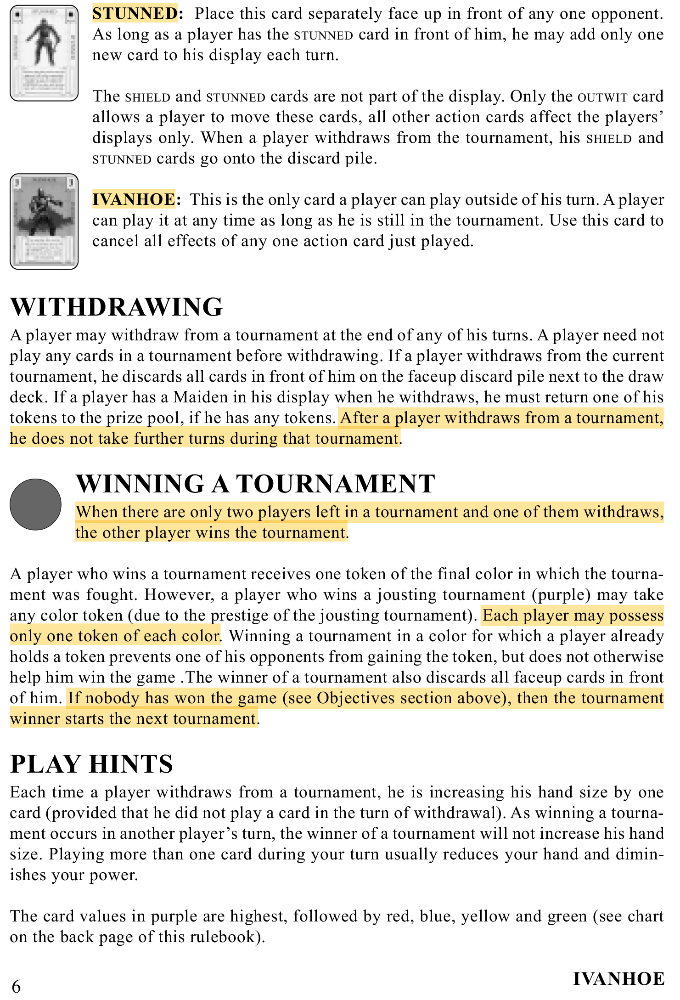 STUNNED: Place this card separately face up in front of any one opponent.
As long as a player has the STUNNED card in front of him, he may add only one
new card to his display each turn.
The SHIELD and STUNNED cards are not part of the display. Only the OUTWIT card
allows a player to move these cards, all other action cards affect the players’
displays only. When a player withdraws from the tournament, his SHIELD and
STUNNED cards go onto the discard pile.
IVANHOE: This is the only card a player can play outside of his turn. A player
can play it at any time as long as he is still in the tournament. Use this card to
cancel all effects of any one action card just played.
WITHDRAWING
A player may withdraw from a tournament at the end of any of his turns. A player need not
play any cards in a tournament before withdrawing. If a player withdraws from the current
tournament, he discards all cards in front of him on the faceup discard pile next to the draw
deck. If a player has a Maiden in his display when he withdraws, he must return one of his
tokens to the prize pool, if he has any tokens. After a player withdraws from a tournament,
he does not take further turns during that tournament.
WINNING A TOURNAMENT
When there are only two players left in a tournament and one of them withdraws,
the other player wins the tournament.
A player who wins a tournament receives one token of the final color in which the tourna-
ment was fought. However, a player who wins a jousting tournament (purple) may take
any color token (due to the prestige of the jousting tournament). Each player may possess
only one token of each color. Winning a tournament in a color for which a player already
holds a token prevents one of his opponents from gaining the token, but does not otherwise
help him win the game .The winner of a tournament also discards all faceup cards in front
of him. If nobody has won the game (see Objectives section above), then the tournament
winner starts the next tournament.
PLAY HINTS
Each time a player withdraws from a tournament, he is increasing his hand size by one
card (provided that he did not play a card in the turn of withdrawal). As winning a tourna-
ment occurs in another player’s turn, the winner of a tournament will not increase his hand
size. Playing more than one card during your turn usually reduces your hand and dimin-
ishes your power.
The card values in purple are highest, followed by red, blue, yellow and green (see chart
on the back page of this rulebook).
6
IVANHOE